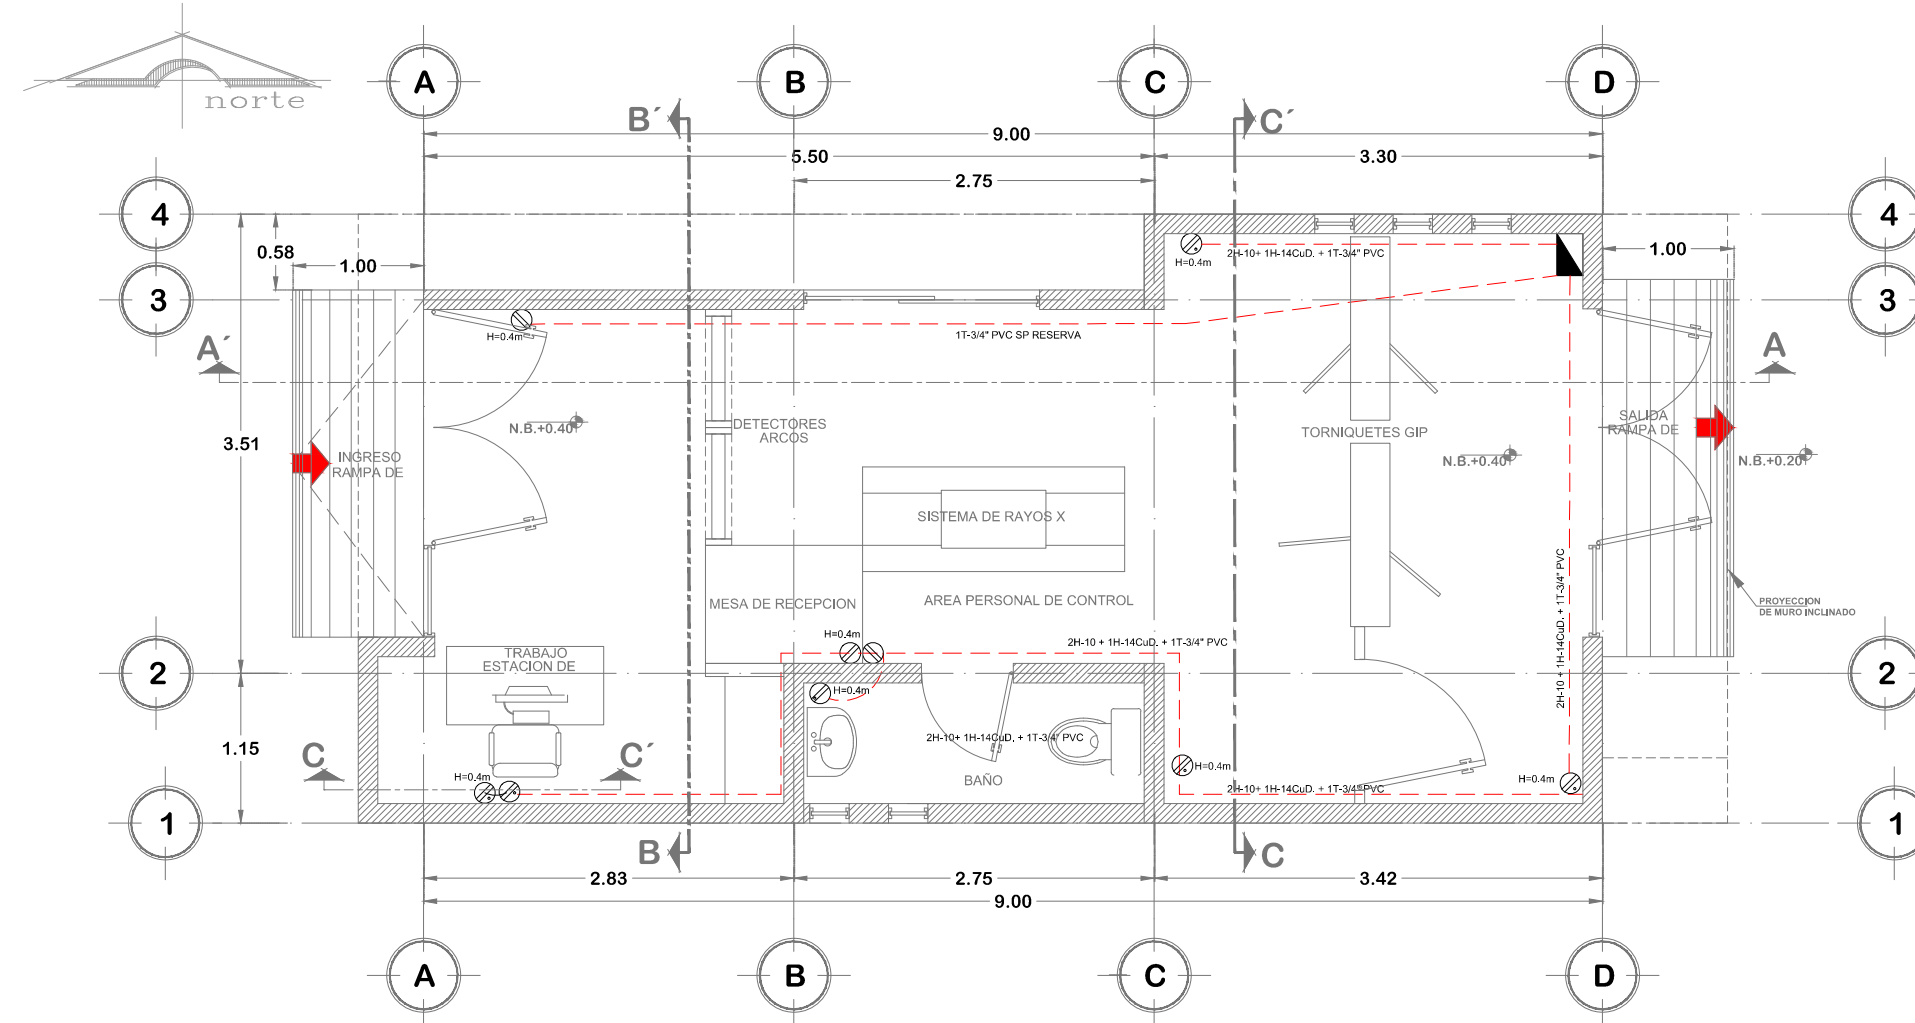 norte
A
B
C
D
B´
C´
9.00
5.50
3.30
2.75
4
4
0.58
1.00
1.00
3
3
H=0.4m
2H-10+ 1H-14CuD. + 1T-3/4" PVC
H=0.4m
1T-3/4" PVC SP RESERVA
A´
A
N.B.+0.40
DETECTORES
ARCOS
TORNIQUETES GIP
SALIDA
RAMPA DE
3.51
INGRESO
RAMPA DE
N.B.+0.40
N.B.+0.20
SISTEMA DE RAYOS X
MESA DE RECEPCION
AREA PERSONAL DE CONTROL
2H-10 + 1H-14CuD. + 1T-3/4" PVC
PROYECCION
DE MURO INCLINADO
H=0.4m
2H-10 + 1H-14CuD. + 1T-3/4" PVC
TRABAJO
ESTACION DE
2
2
H=0.4m
2H-10+ 1H-14CuD. + 1T-3/4" PVC
1.15
C
C´
H=0.4m
BAÑO
H=0.4m
H=0.4m
2H-10+ 1H-14CuD. + 1T-3/4" PVC
1
1
B
C
2.83
2.75
3.42
9.00
A
B
C
D